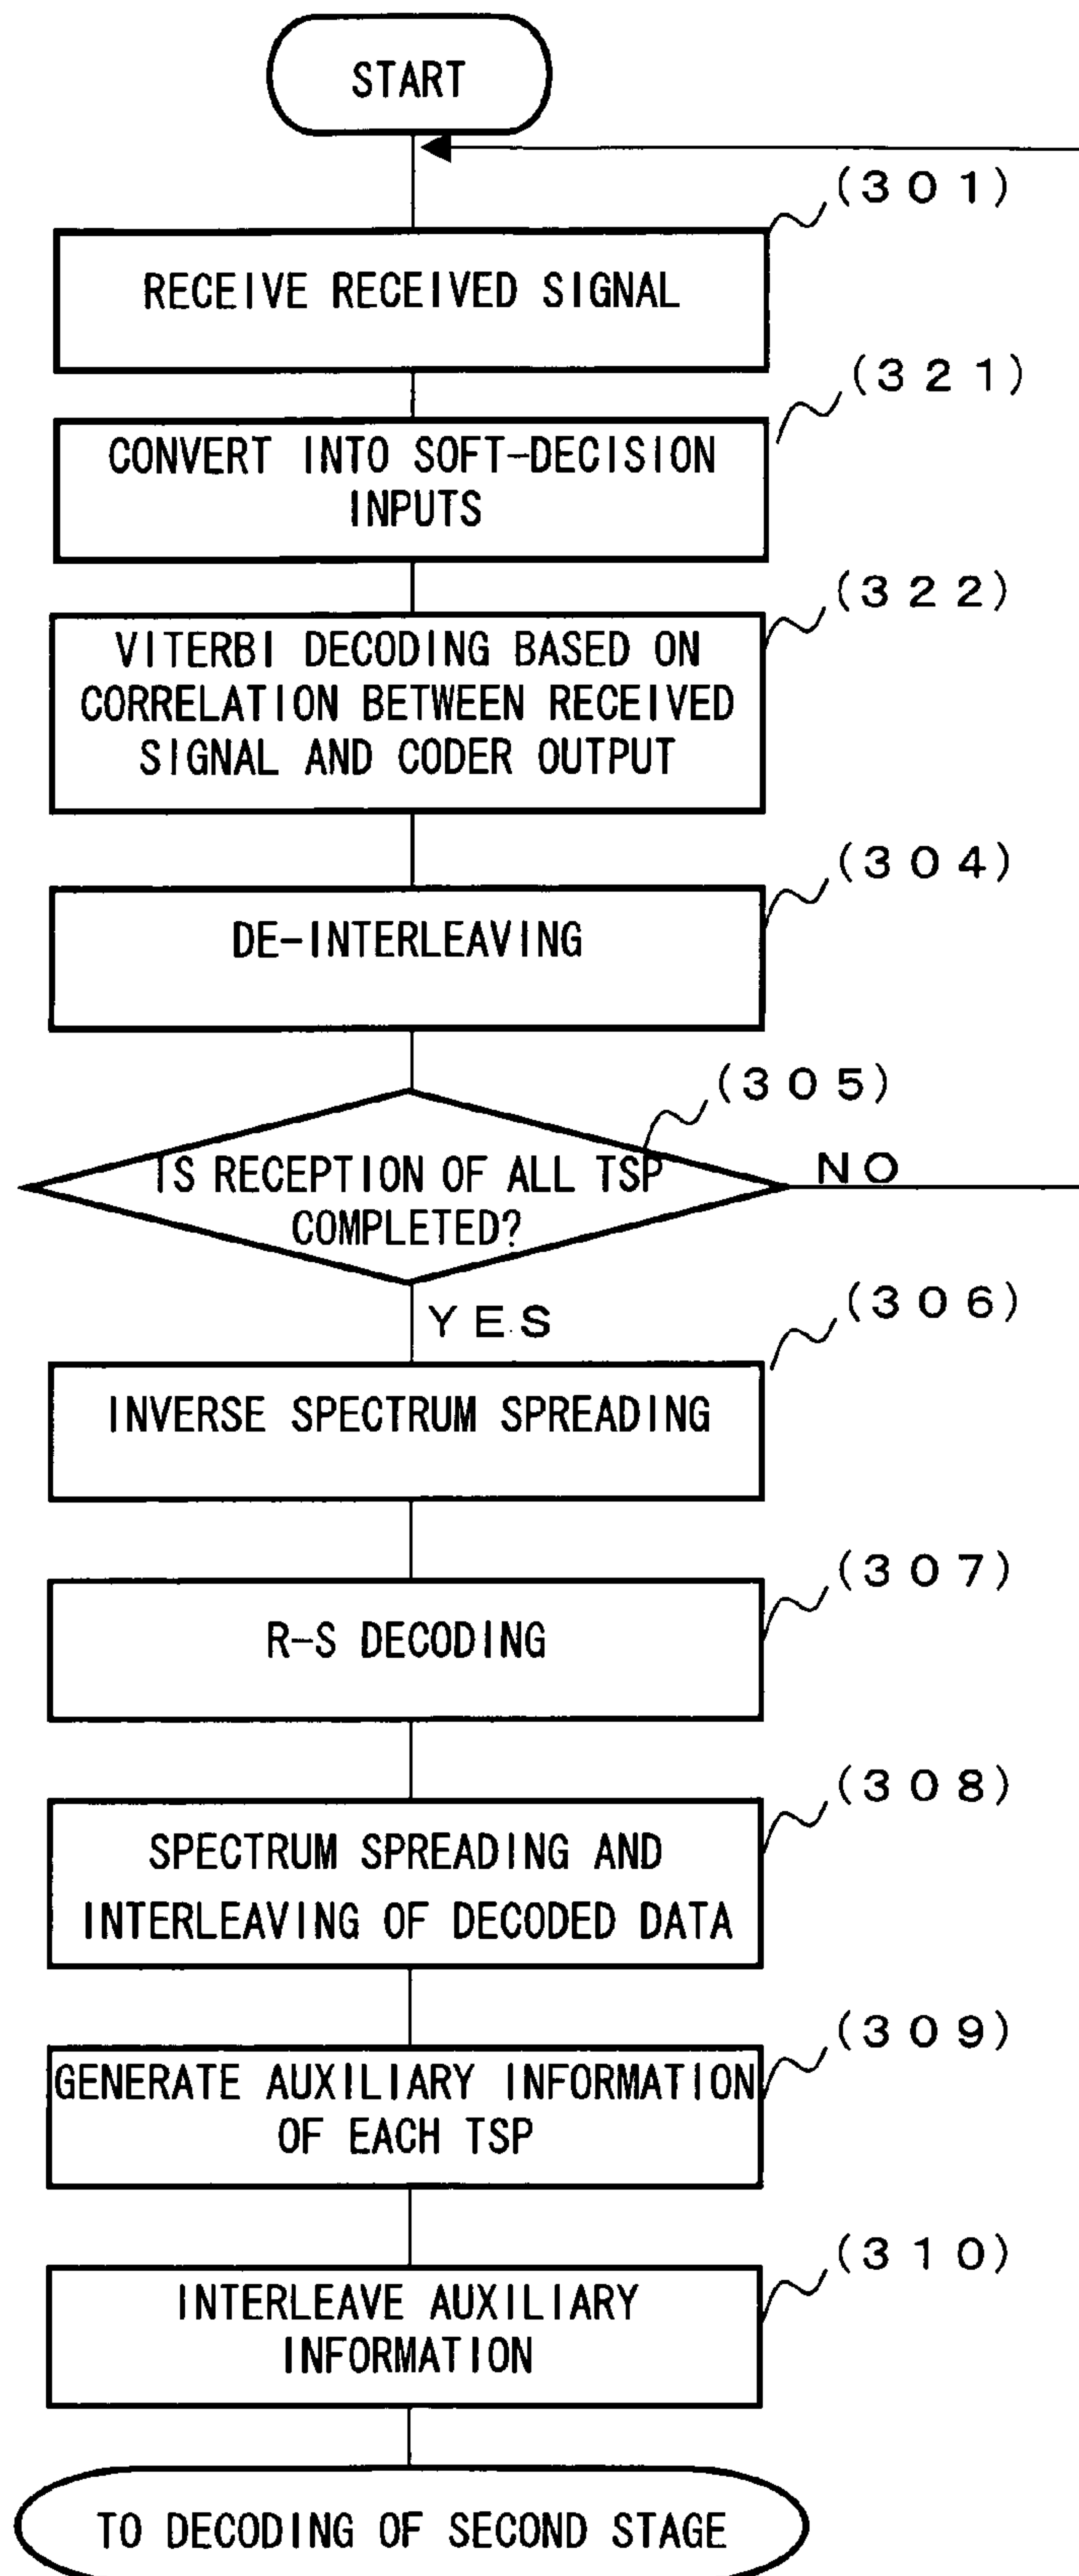 START
(301)
RECEIVE RECEIVED SIGNAL
(321)
CONVERT INTO SOFT-DECISION
INPUTS
(322)
VITERBI DECODING BASED ON
CORRELATION BETWEEN RECEIVED
SIGNAL AND CODER OUTPUT
(304)
DE-INTERLEAVING
(305)
IS RECEPTION OF ALL TSP
COMPLETED?
NO
YES
(306)
INVERSE SPECTRUM SPREADING
(307)
R-S DECODING
(308)
SPECTRUM SPREADING AND
INTERLEAVING OF DECODED DATA
(309)
GENERATE AUXILIARY INFORMATION
OF EACH TSP
(310)
INTERLEAVE AUXILIARY
INFORMATION
TO DECODING OF SECOND STAGE